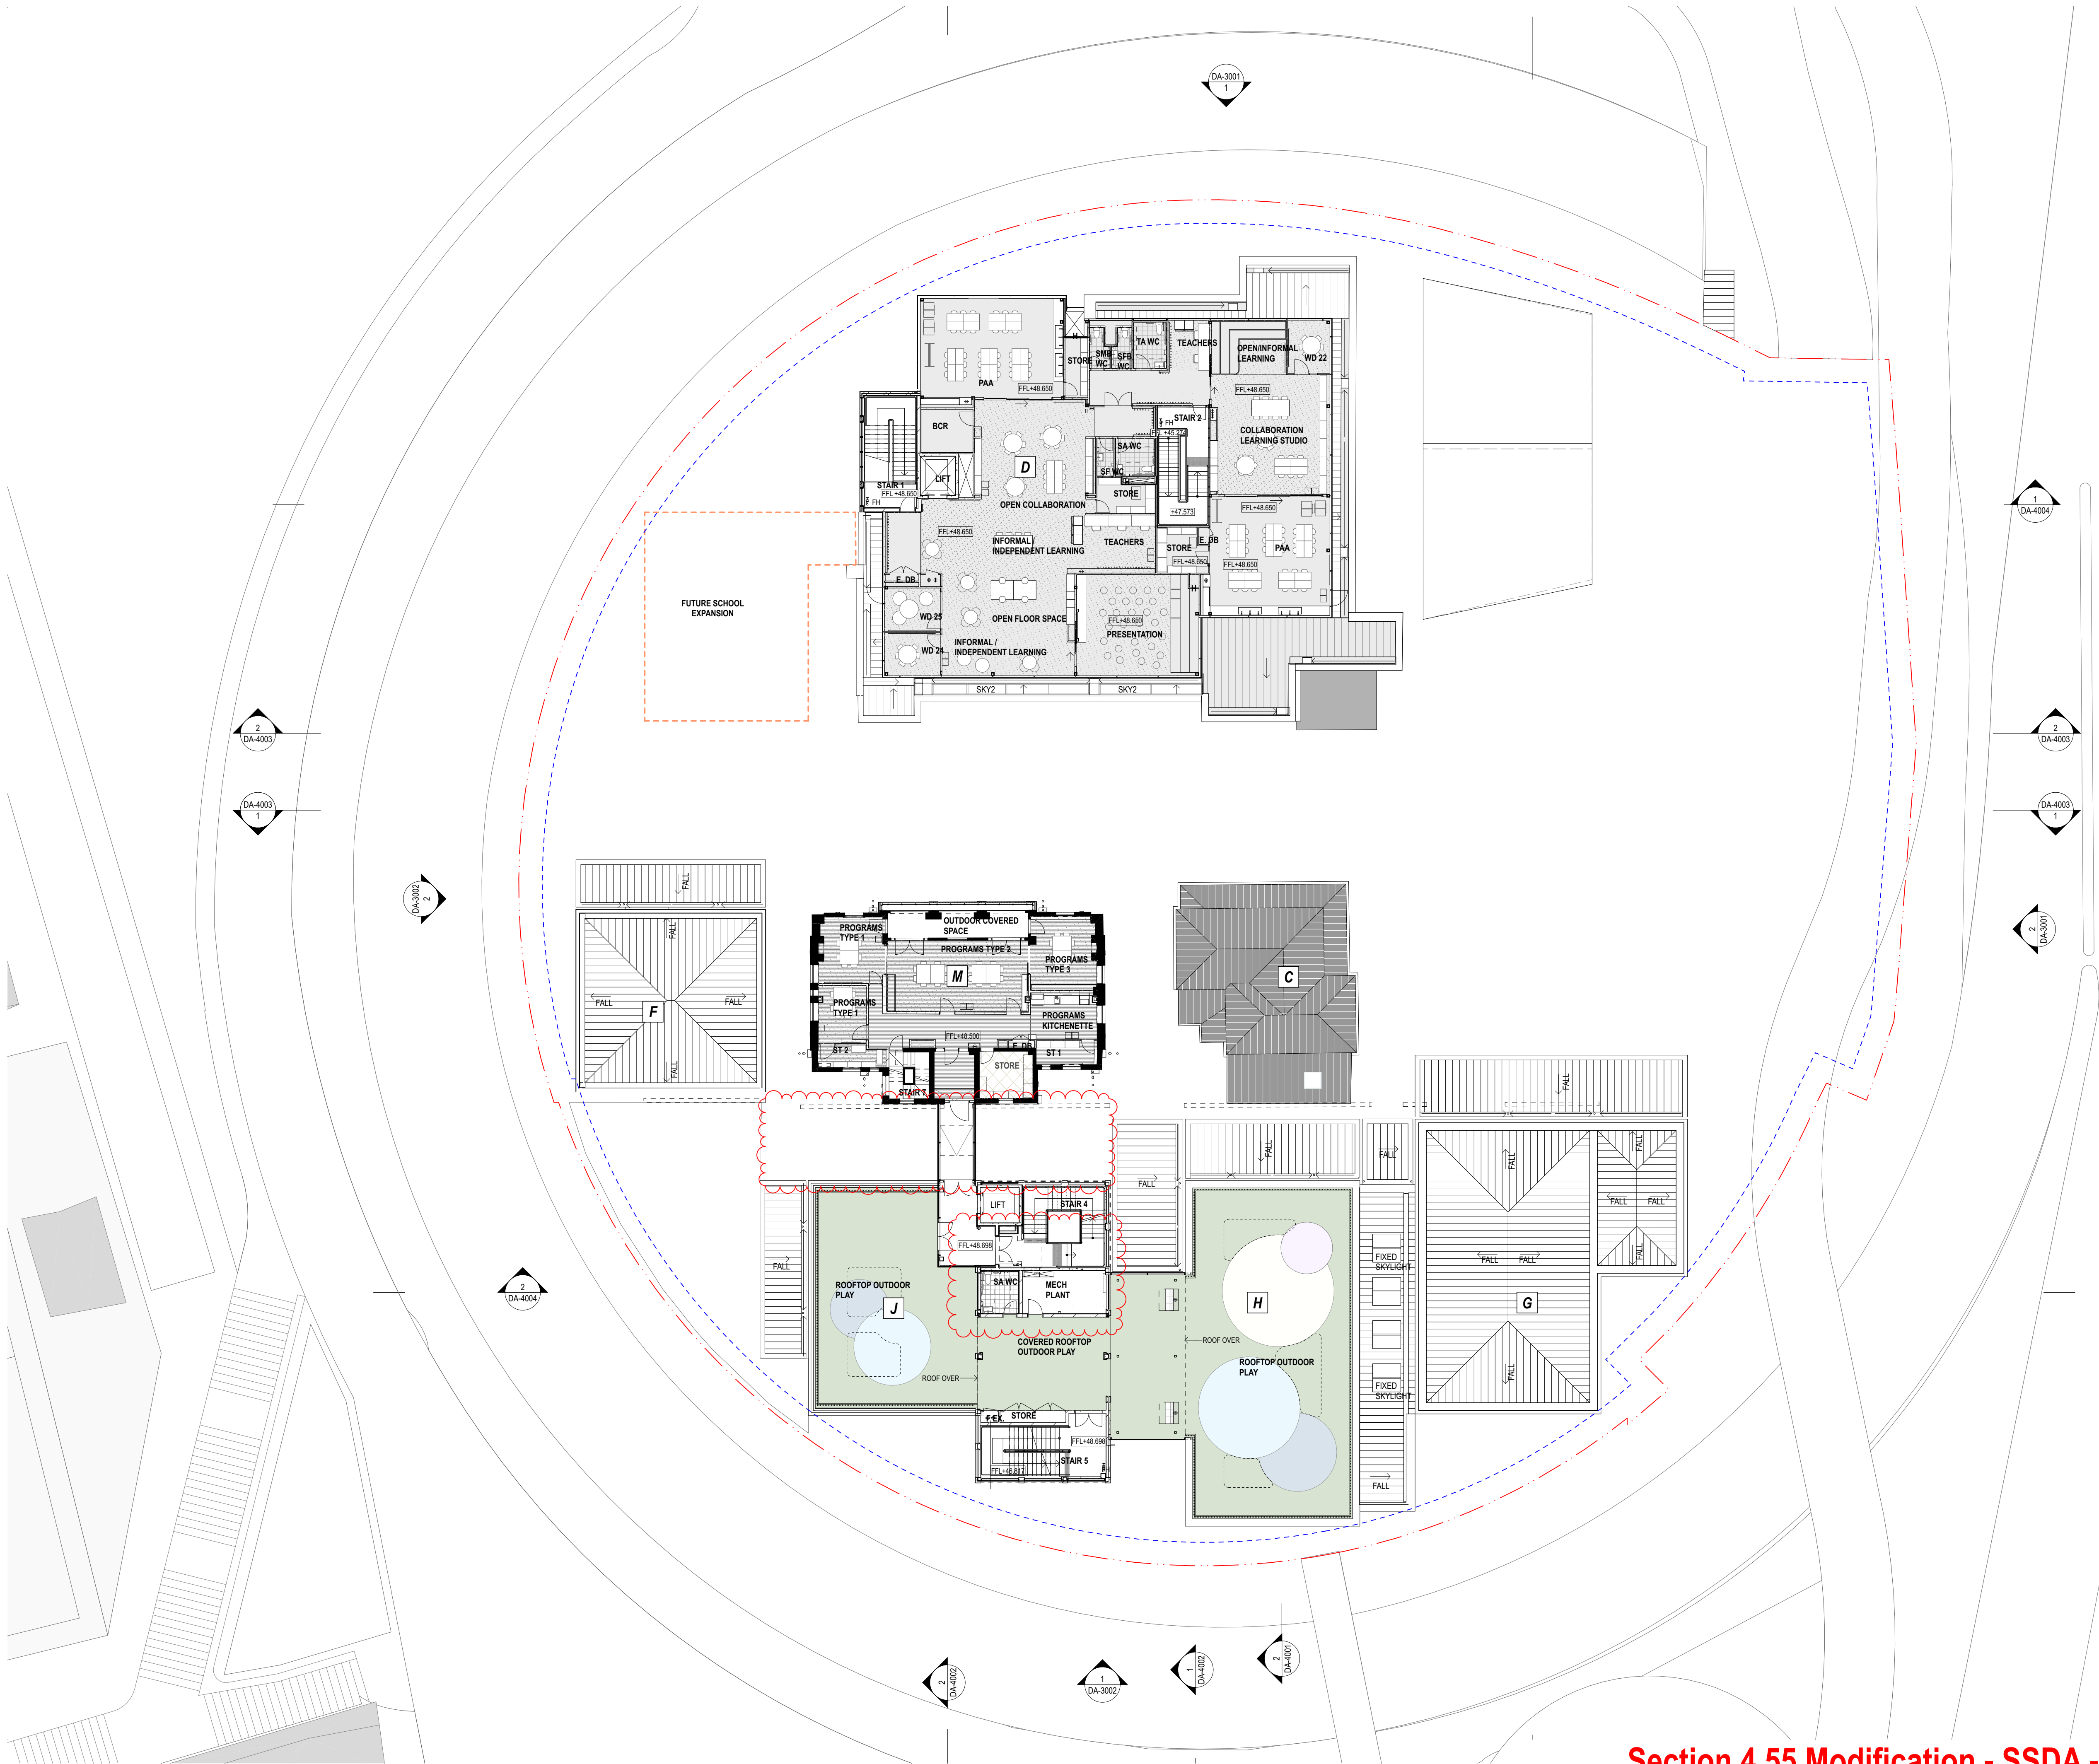 DA-3001
1
PAA
FFL+48.650
STORE
H
SMB
WC
SFB
WC
TA WC
TEACHERS
OPEN/INFORMAL
LEARNING
WD 22
FFL+48.650
COLLABORATION
LEARNING STUDIO
BCR
LIFT
STAIR 1
FFL +48.650
FH
D
OPEN COLLABORATION
STAIR 2
FH
FFL +45.274
SA WC
SF WC
H
STORE
+47.573
FFL+48.650
1
DA-4004
FFL+48.650
INFORMAL /
INDEPENDENT LEARNING
TEACHERS
STORE
FFL+48.650
E. DB
PAA
FFL+48.650
E. DB
WD 25
WD 24
OPEN FLOOR SPACE
INFORMAL /
INDEPENDENT LEARNING
FFL+48.650
PRESENTATION
H
SKY2
SKY2
FUTURE SCHOOL
EXPANSION
2
DA-4003
2
DA-4003
DA-4003
1
DA-4003
1
DA-3002
2
2
DA-3001
FALL
FALL
FALL
FALL
FALL
F
PROGRAMS
TYPE 1
OUTDOOR COVERED
SPACE
PROGRAMS TYPE 2
PROGRAMS
TYPE 3
M
PROGRAMS
TYPE 1
PROGRAMS
KITCHENETTE
FFL+48.500
ST 2
E. DB
ST 1
STORE
STAIR 7
C
FALL
FALL
FALL
FALL
FALL
FALL
FALL
FALL
FALL
FALL
FALL
FALL
FALL
G
LIFT
STAIR 4
FFL+48.698
SA WC
MECH
PLANT
FALL
ROOFTOP OUTDOOR
PLAY
J
COVERED ROOFTOP
OUTDOOR PLAY
ROOF OVER
ROOF OVER
H
ROOFTOP OUTDOOR
PLAY
FIXED
SKYLIGHT
FIXED
SKYLIGHT
FALL
STORE
FFL+48.698
STAIR 5
2
DA-4004
2
DA-4002
1
DA-3002
1
DA-4002
2
DA-4001
Section 4.55 Modification - SSDA -